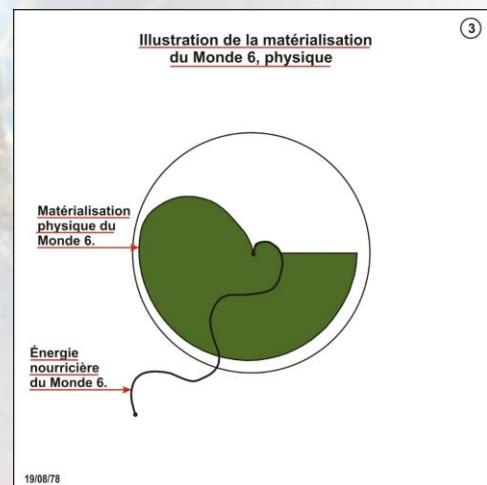 3
Illustration de la matérialisation
du Monde 6, physique
Matérialisation
physique du
Monde 6.
Énergie
nourricière
du Monde 6.
19/08/78